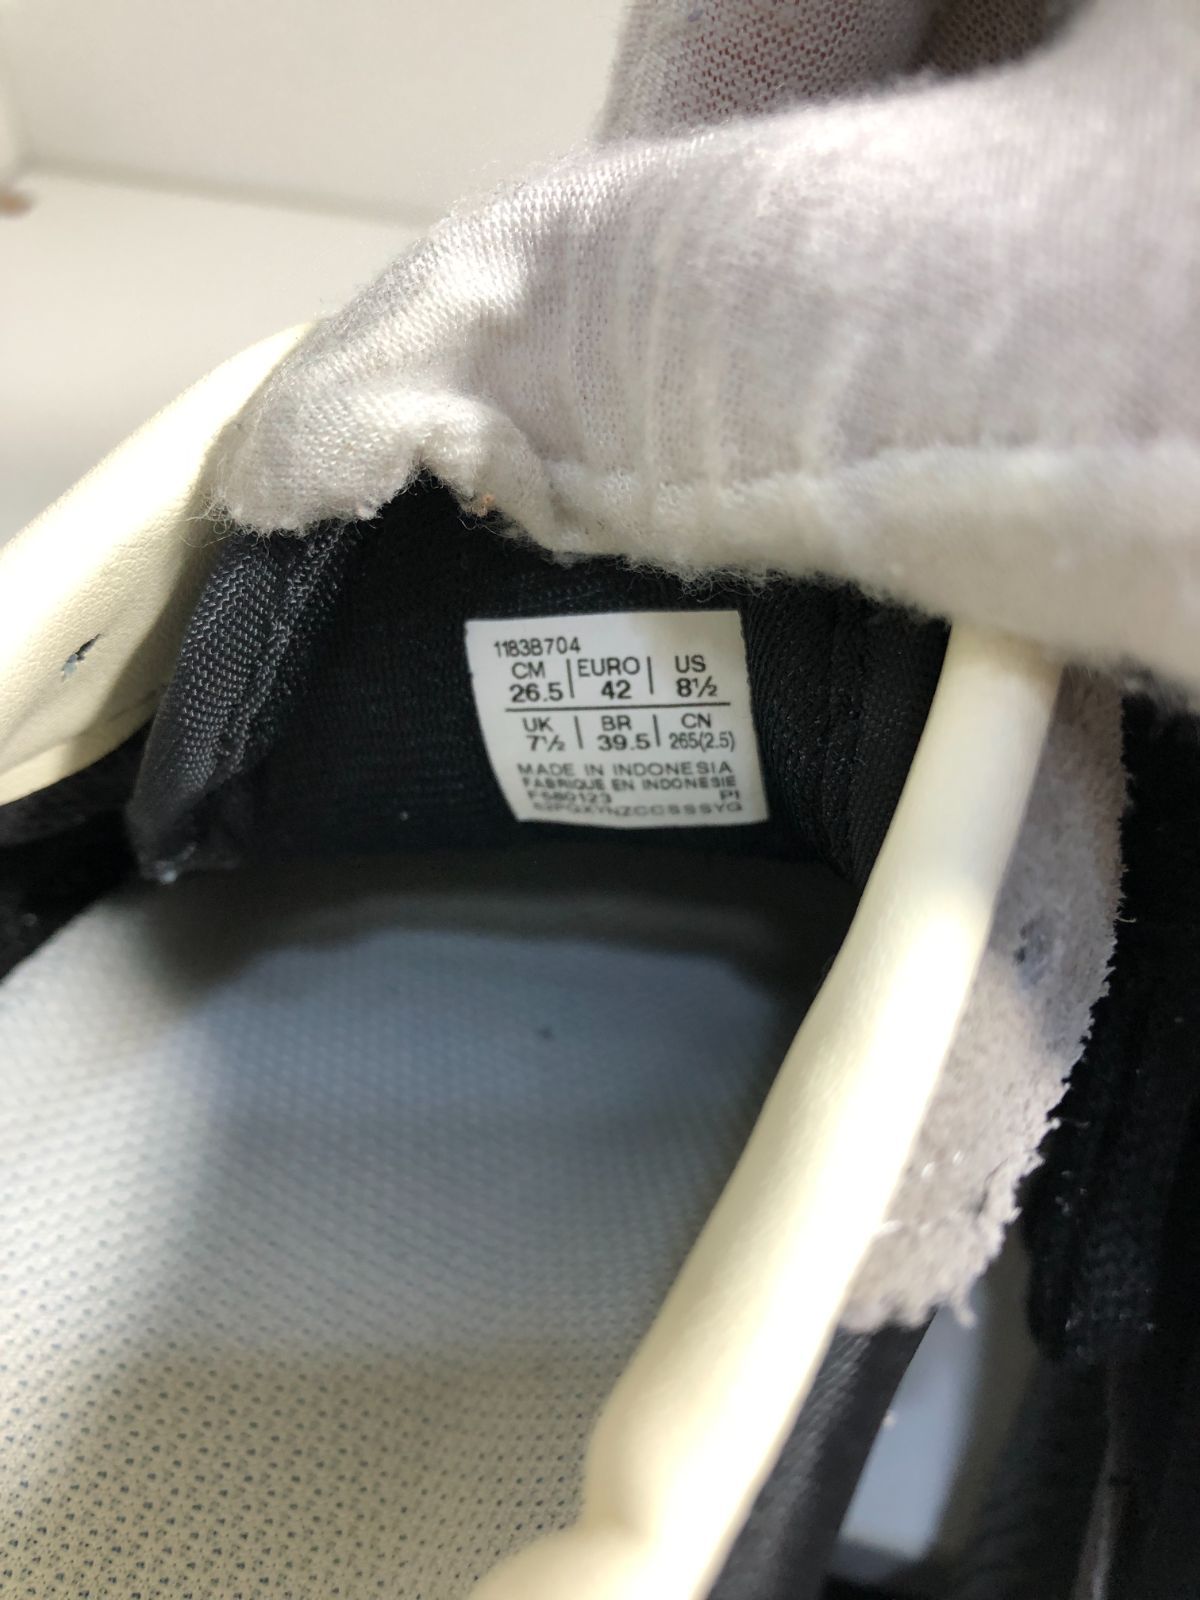 1183B704
CM | EURO | US
26.5 | 42 | 8½
UK | BR | CN
7½ | 39.5 | 265(2.5)
MADE IN INDONESIA
FABRIQUE EN INDONESIE
FS80123 PI